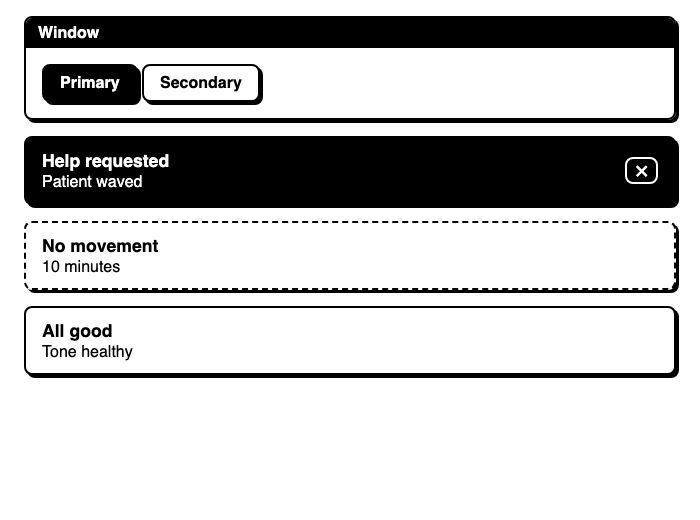 Window
Primary Secondary
Help requested
Patient waved
No movement
10 minutes
All good
Tone healthy